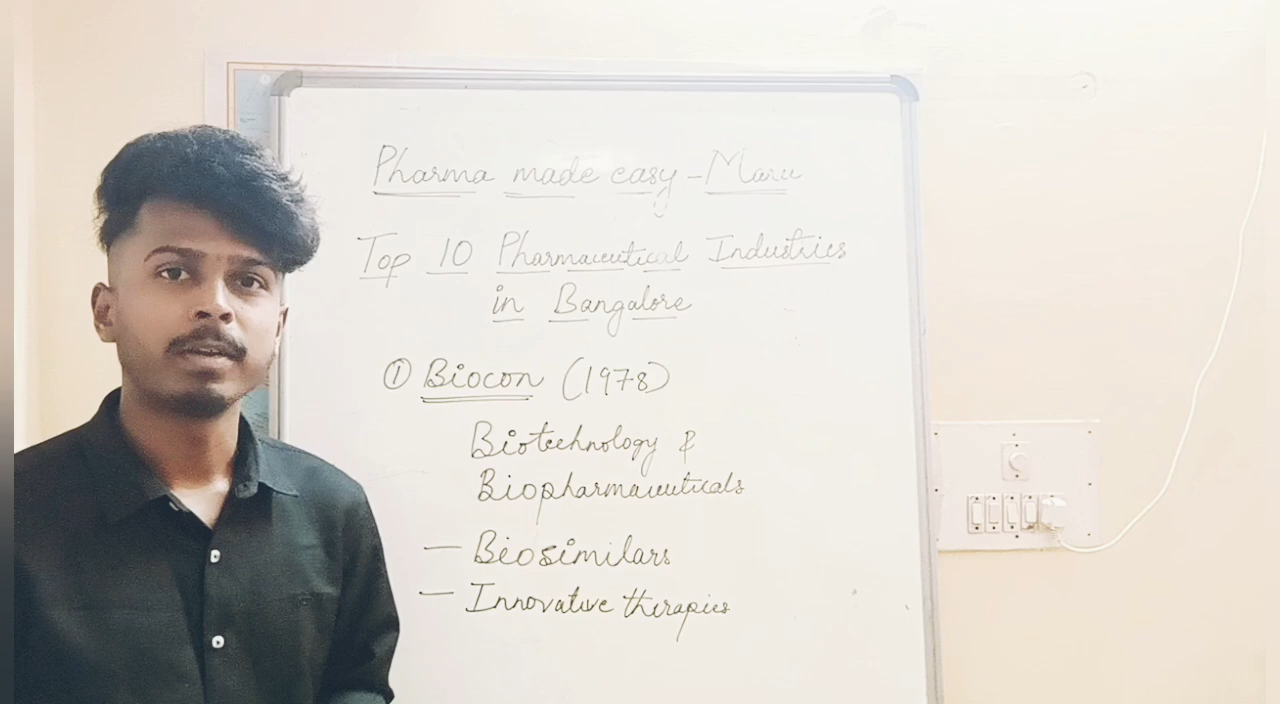 Pharma made easy - Maru
Top 10 Pharmaceutical Industries
in Bangalore
① Biocon (1978)
Biotechnology &
Biopharmaceuticals
— Biosimilars
— Innovative therapies